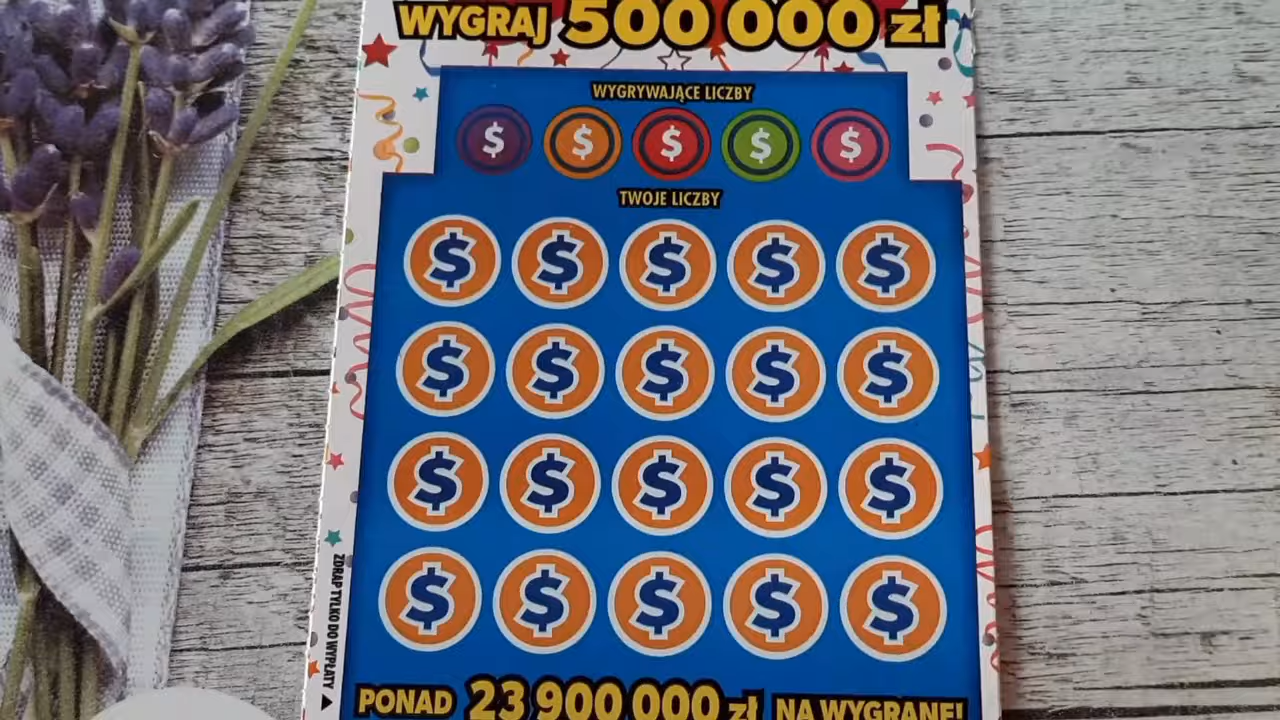 WYGRAJ 500 000 zł
WYGRYWAJĄCE LICZBY
$ $ $ $ $
TWOJE LICZBY
$ $ $ $ $
$ $ $ $ $
$ $ $ $ $
$ $ $ $ $
ZDRAP TYLKO DO WYPŁATY
PONAD 23 900 000 zł NA WYGRANE!